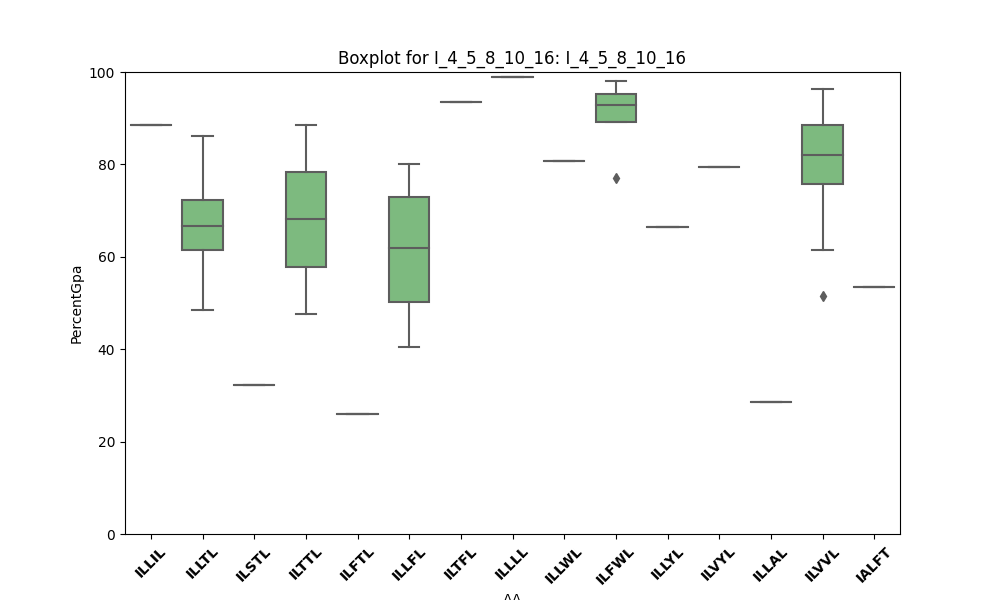 Boxplot for I_4_5_8_10_16: I_4_5_8_10_16
100
80
60
40
20
0
PercentGpa
ILLIL
ILLTL
ILSTL
ILTTL
ILFTL
ILLFL
ILTFL
ILLLL
ILLWL
ILFWL
ILLYL
ILVYL
ILLAL
ILVVL
IALFT
AA